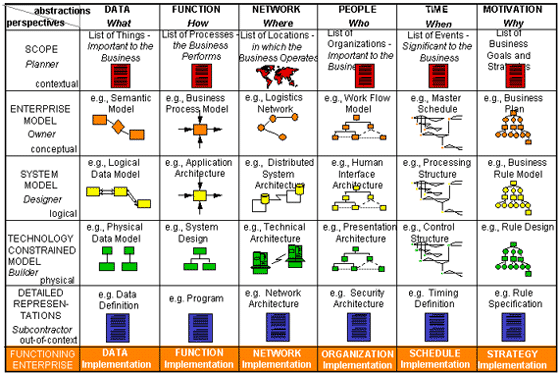 abstractions
perspectives
DATA
What
FUNCTION
How
NETWORK
Where
PEOPLE
Who
TIME
When
MOTIVATION
Why
SCOPE
Planner
contextual
List of Things -
Important to the
Business
List of Processes -
the Business
Performs
List of Locations -
in which the
Business Operates
List of
Organizations -
Important to the
Business
List of Events -
Significant to the
Business
List of
Business
Goals and
ENTERPRISE
MODEL
Owner
conceptual
e.g., Semantic
Model
e.g., Business
Process Model
e.g., Logistics
Network
e.g., Work Flow
Model
e.g., Master
Schedule
e.g., Business
Plan
SYSTEM
MODEL
Designer
logical
e.g., Logical
Data Model
e.g., Application
Architecture
e.g., Distributed
System
Architecture
e.g., Human
Interface
Architecture
e.g., Processing
Structure
e.g., Business
Rule Model
TECHNOLOGY
CONSTRAINED
MODEL
Builder
physical
e.g., Physical
Data Model
e.g., System
Design
e.g., Technical
Architecture
e.g., Presentation
Architecture
e.g., Control
Structure
e.g., Rule Design
DETAILED
REPRESEN-
TATIONS
Subcontractor
out-of-context
e.g. Data
Definition
e.g. Program
e.g. Network
Architecture
e.g. Security
Architecture
e.g. Timing
Definition
e.g. Rule
Specification
FUNCTIONING
ENTERPRISE
DATA
Implementation
FUNCTION
Implementation
NETWORK
Implementation
ORGANIZATION
Implementation
SCHEDULE
Implementation
STRATEGY
Implementation